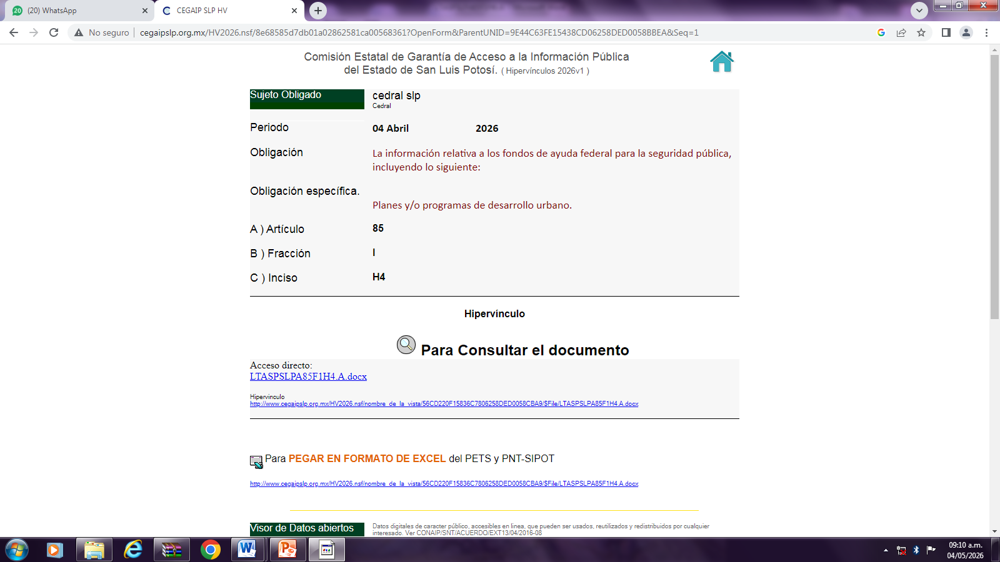 (20) WhatsApp
CEGAIP SLP HV
No seguro
cegaipslp.org.mx/HV2026.nsf/8e68585d7db01a02862581ca00568361?OpenForm&ParentUNID=9E44C63FE15438CD06258DED0058BBEA&Seq=1
Comisión Estatal de Garantía de Acceso a la Información Pública
del Estado de San Luis Potosí. ( Hipervínculos 2026v1 )
Sujeto Obligado
cedral slp
Cedral
Periodo
04 Abril 2026
Obligación
La información relativa a los fondos de ayuda federal para la seguridad pública,
incluyendo lo siguiente:
Obligación específica.
Planes y/o programas de desarrollo urbano.
A ) Artículo 85
B ) Fracción I
C ) Inciso H4
Hipervínculo
Para Consultar el documento
Acceso directo:
LTASPSLPA85F1H4.A.docx
Hipervinculo
http://www.cegaipslp.org.mx/HV2026.nsf/nombre_de_la_vista/56CD220F15836C7806258DED0058CBA9/$File/LTASPSLPA85F1H4.A.docx
Para PEGAR EN FORMATO DE EXCEL del PETS y PNT-SIPOT
http://www.cegaipslp.org.mx/HV2026.nsf/nombre_de_la_vista/56CD220F15836C7806258DED0058CBA9/$File/LTASPSLPA85F1H4.A.docx
Visor de Datos abiertos
Datos digitales de caracter público, accesibles en linea, que pueden ser usados, reutilizados y redistribuidos por cualquier
interesado. Ver CONAIP/SNT/ACUERDO/EXT13/04/2016-08
09:10 a.m.
04/05/2026